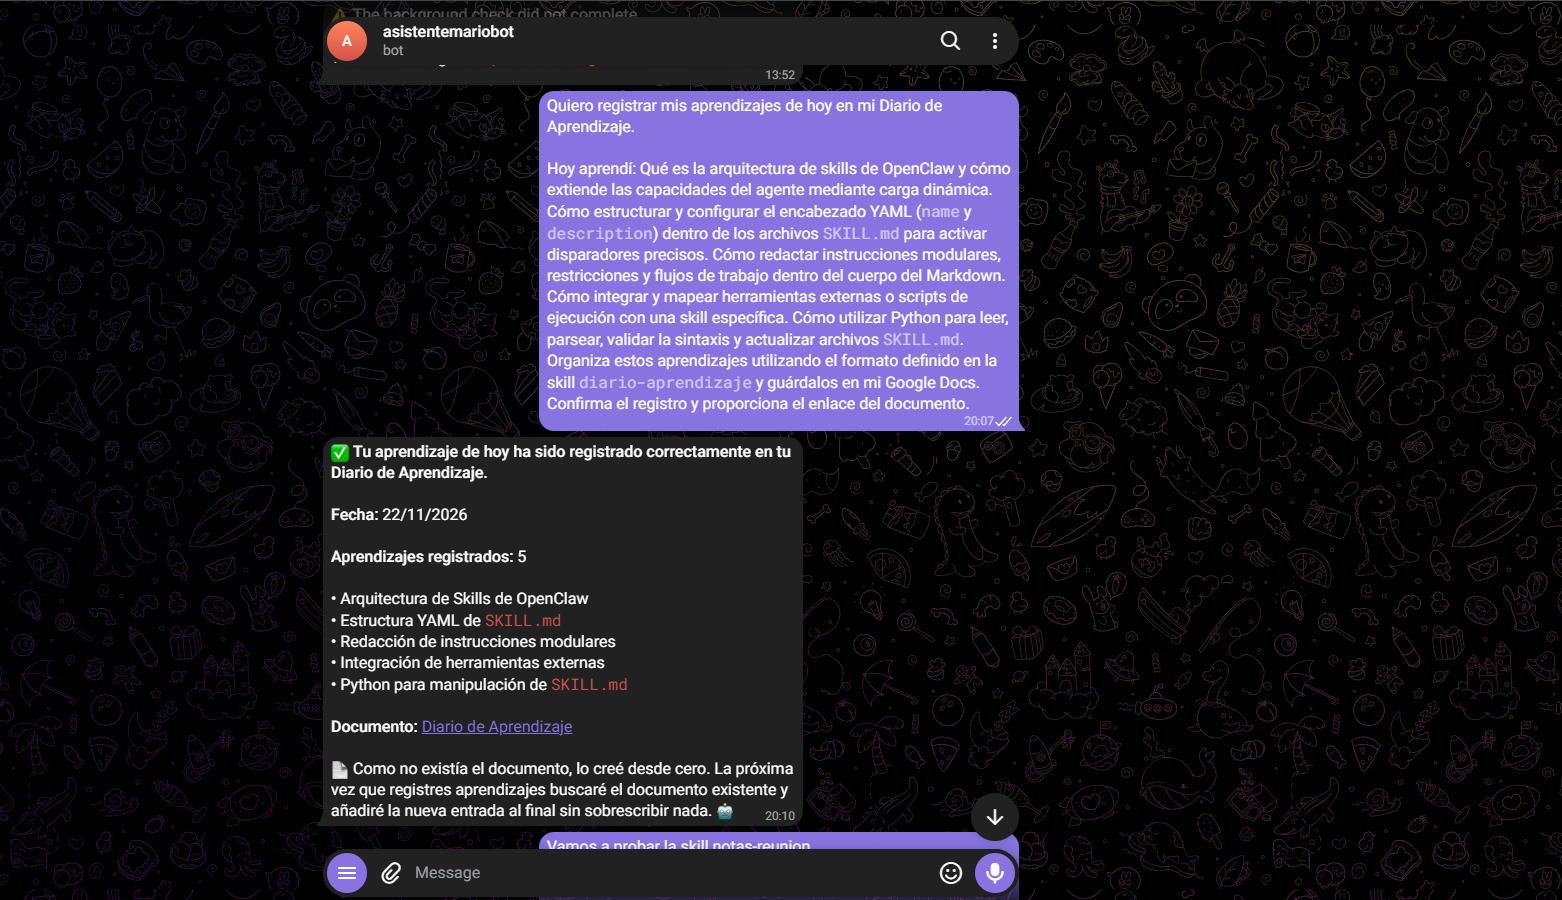 ⚠️ The background check did not complete
A
asistentemariobot
bot
13:52
Quiero registrar mis aprendizajes de hoy en mi Diario de
Aprendizaje.
Hoy aprendí: Qué es la arquitectura de skills de OpenClaw y cómo
extiende las capacidades del agente mediante carga dinámica.
Cómo estructurar y configurar el encabezado YAML (name y
description) dentro de los archivos SKILL.md para activar
disparadores precisos. Cómo redactar instrucciones modulares,
restricciones y flujos de trabajo dentro del cuerpo del Markdown.
Cómo integrar y mapear herramientas externas o scripts de
ejecución con una skill específica. Cómo utilizar Python para leer,
parsear, validar la sintaxis y actualizar archivos SKILL.md.
Organiza estos aprendizajes utilizando el formato definido en la
skill diario-aprendizaje y guárdalos en mi Google Docs.
Confirma el registro y proporciona el enlace del documento.
20:07
✅ Tu aprendizaje de hoy ha sido registrado correctamente en tu
Diario de Aprendizaje.
Fecha: 22/11/2026
Aprendizajes registrados: 5
• Arquitectura de Skills de OpenClaw
• Estructura YAML de SKILL.md
• Redacción de instrucciones modulares
• Integración de herramientas externas
• Python para manipulación de SKILL.md
Documento: Diario de Aprendizaje
📄 Como no existía el documento, lo creé desde cero. La próxima
vez que registres aprendizajes buscaré el documento existente y
añadiré la nueva entrada al final sin sobrescribir nada. 🤖
20:10
Vamos a probar la skill notas-reunion
Message